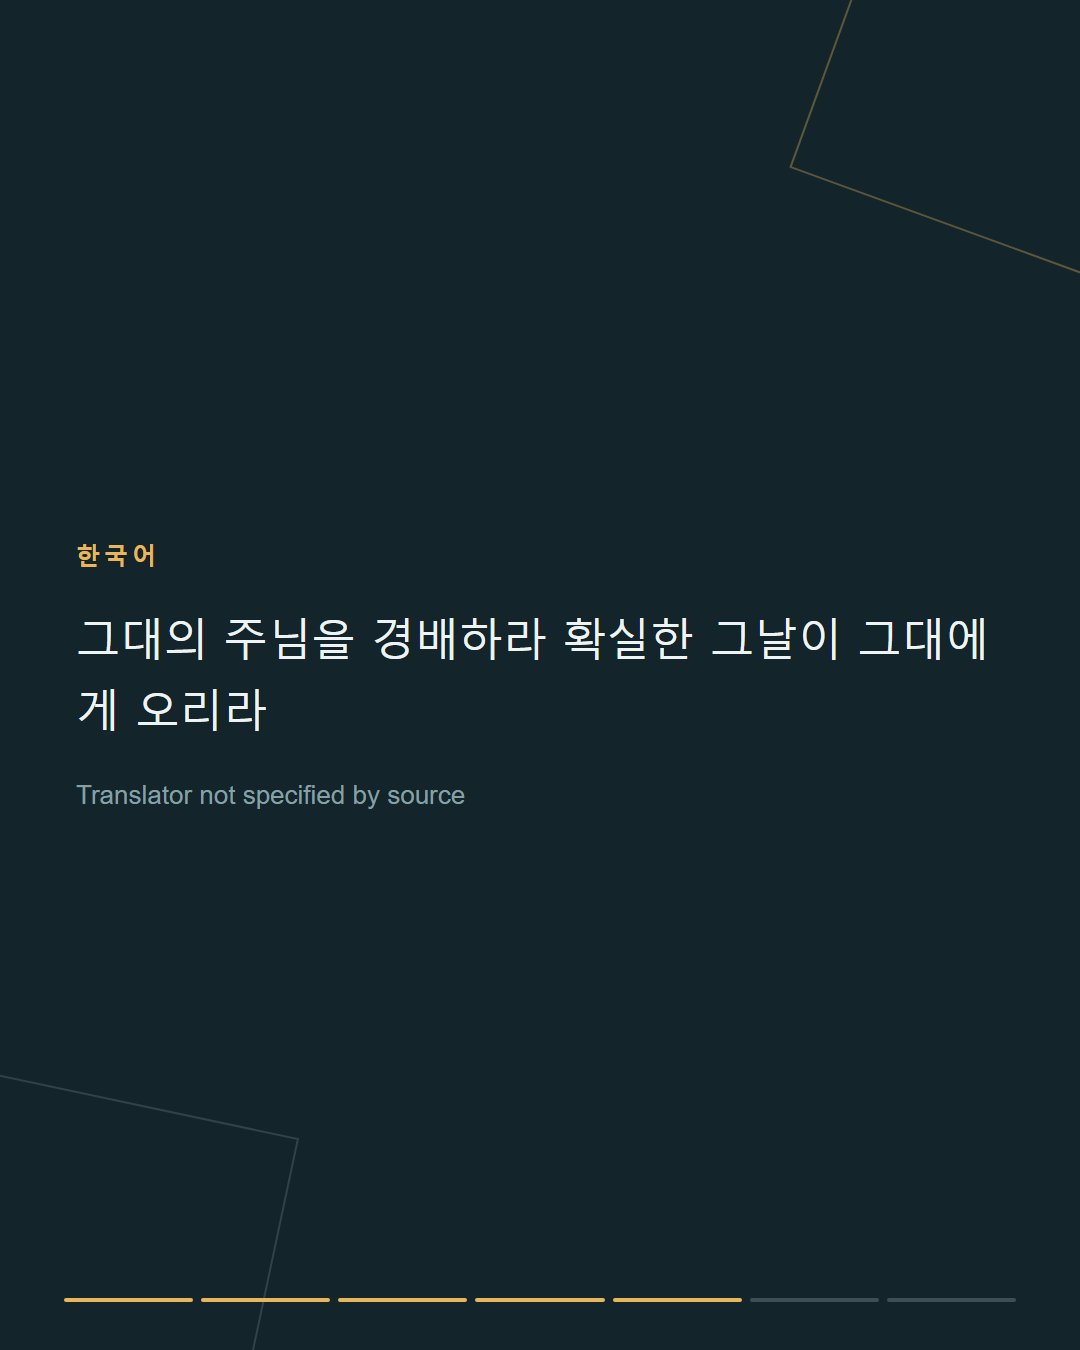 한국어
그대의 주님을 경배하라 확실한 그날이 그대에
게 오리라
Translator not specified by source